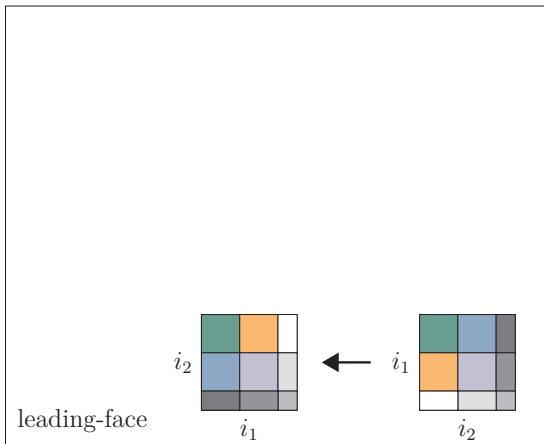 i₂
i₁
i₁
i₂
leading-face